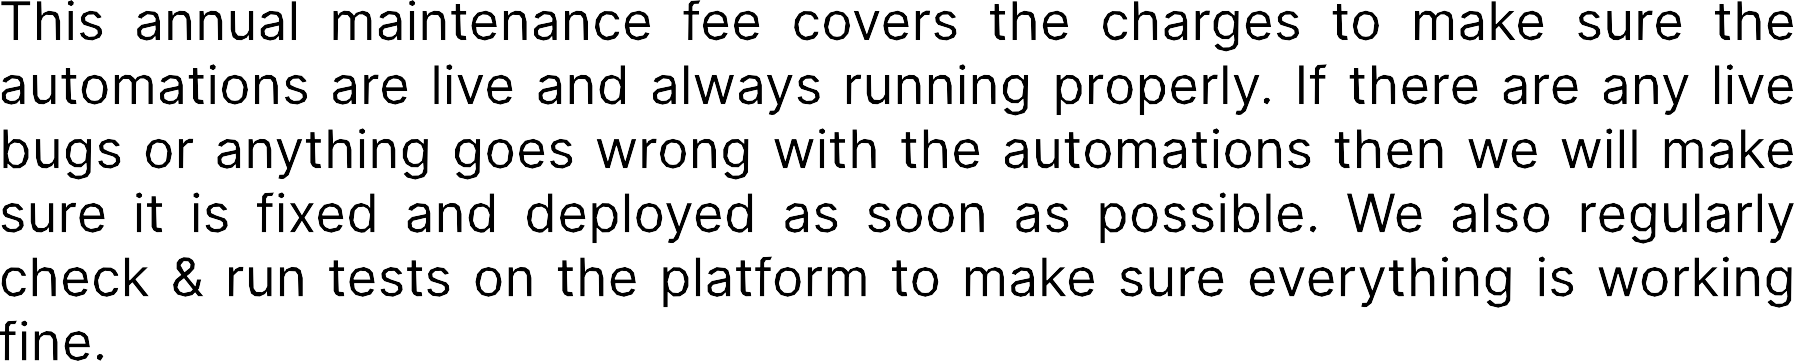 This annual maintenance fee covers the charges to make sure the
automations are live and always running properly. If there are any live
bugs or anything goes wrong with the automations then we will make
sure it is fixed and deployed as soon as possible. We also regularly
check & run tests on the platform to make sure everything is working
fine.